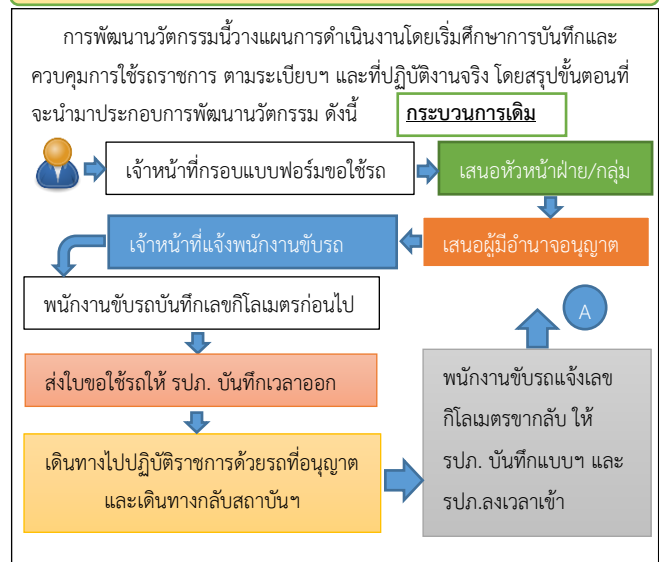 การพัฒนานวัตกรรมนี้วางแผนการดำเนินงานโดยเริ่มศึกษาการบันทึกและ
ควบคุมการใช้รถราชการ ตามระเบียบฯ และที่ปฏิบัติงานจริง โดยสรุปขั้นตอนที่
จะนำมาประกอบการพัฒนานวัตกรรม ดังนี้ กระบวนการเดิม
เจ้าหน้าที่กรอบแบบฟอร์มขอใช้รถ
เสนอหัวหน้าฝ่าย/กลุ่ม
เสนอผู้มีอำนาจอนุญาต
เจ้าหน้าที่แจ้งพนักงานขับรถ
พนักงานขับรถบันทึกเลขกิโลเมตรก่อนไป
ส่งใบขอใช้รถให้ รปภ. บันทึกเวลาออก
เดินทางไปปฏิบัติราชการด้วยรถที่อนุญาต
และเดินทางกลับสถาบันฯ
พนักงานขับรถแจ้งเลข
กิโลเมตรขากลับ ให้
รปภ. บันทึกแบบฯ และ
รปภ.ลงเวลาเข้า
A